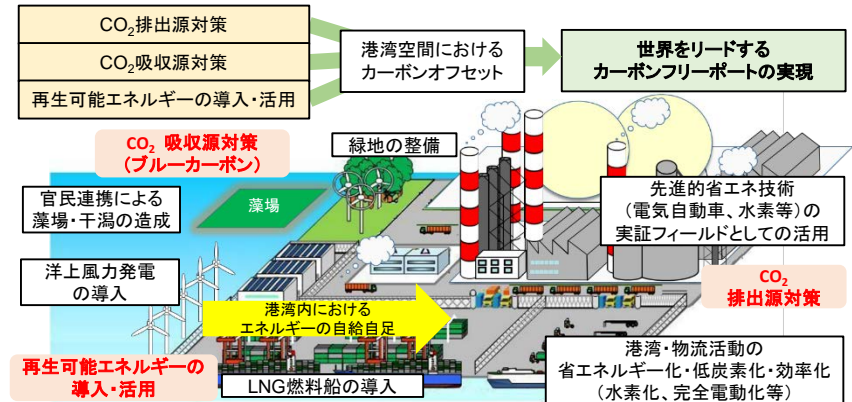 CO₂排出源対策
CO₂吸収源対策
再生可能エネルギーの導入・活用
港湾空間における
カーボンオフセット
世界をリードする
カーボンフリーポートの実現
CO₂ 吸収源対策
（ブルーカーボン）
緑地の整備
官民連携による
藻場・干潟の造成
藻場
先進的省エネ技術
（電気自動車、水素等）の
実証フィールドとしての活用
洋上風力発電
の導入
CO₂
排出源対策
港湾内における
エネルギーの自給自足
再生可能エネルギーの
導入・活用
LNG燃料船の導入
港湾・物流活動の
省エネルギー化・低炭素化・効率化
（水素化、完全電動化等）